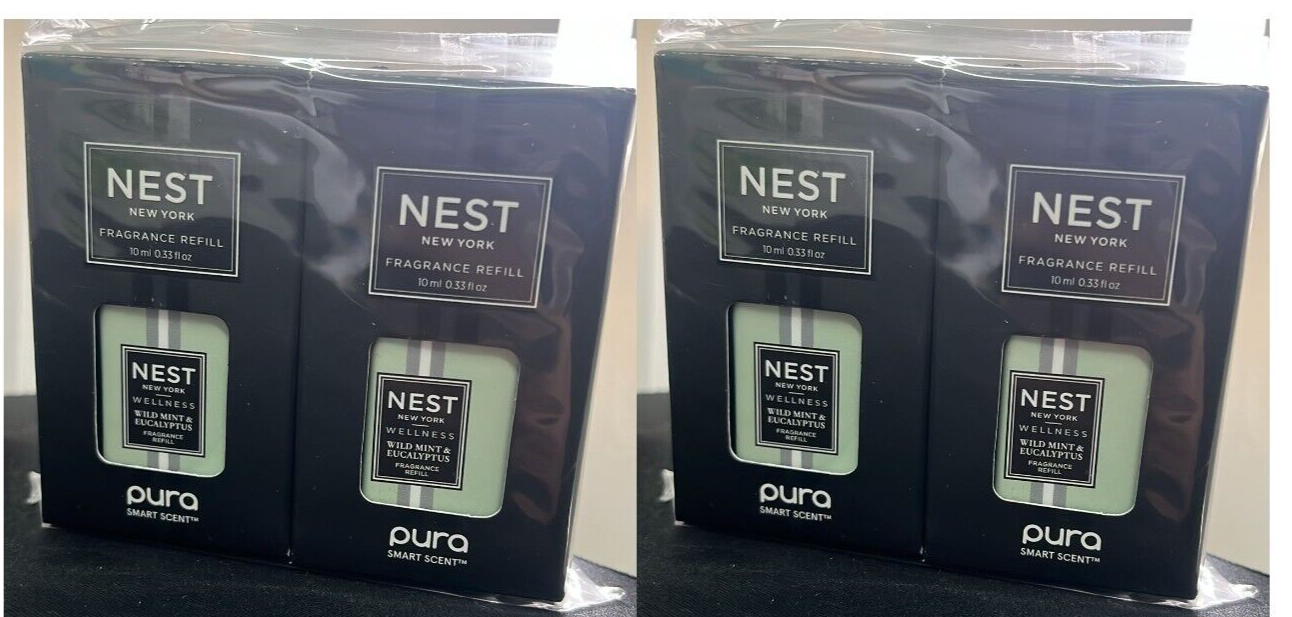 NEST
NEW YORK
FRAGRANCE REFILL
10 ml 0.33 fl oz
NEST
NEW YORK
WELLNESS
WILD MINT &
EUCALYPTUS
FRAGRANCE
REFILL
pura
SMART SCENT™
NEST
NEW YORK
FRAGRANCE REFILL
10 ml 0.33 fl oz
NEST
NEW YORK
WELLNESS
WILD MINT &
EUCALYPTUS
FRAGRANCE
REFILL
pura
SMART SCENT™
NEST
NEW YORK
FRAGRANCE REFILL
10 ml 0.33 fl oz
NEST
NEW YORK
WELLNESS
WILD MINT &
EUCALYPTUS
FRAGRANCE
REFILL
pura
SMART SCENT™
NEST
NEW YORK
FRAGRANCE REFILL
10 ml 0.33 fl oz
NEST
NEW YORK
WELLNESS
WILD MINT &
EUCALYPTUS
FRAGRANCE
REFILL
pura
SMART SCENT™